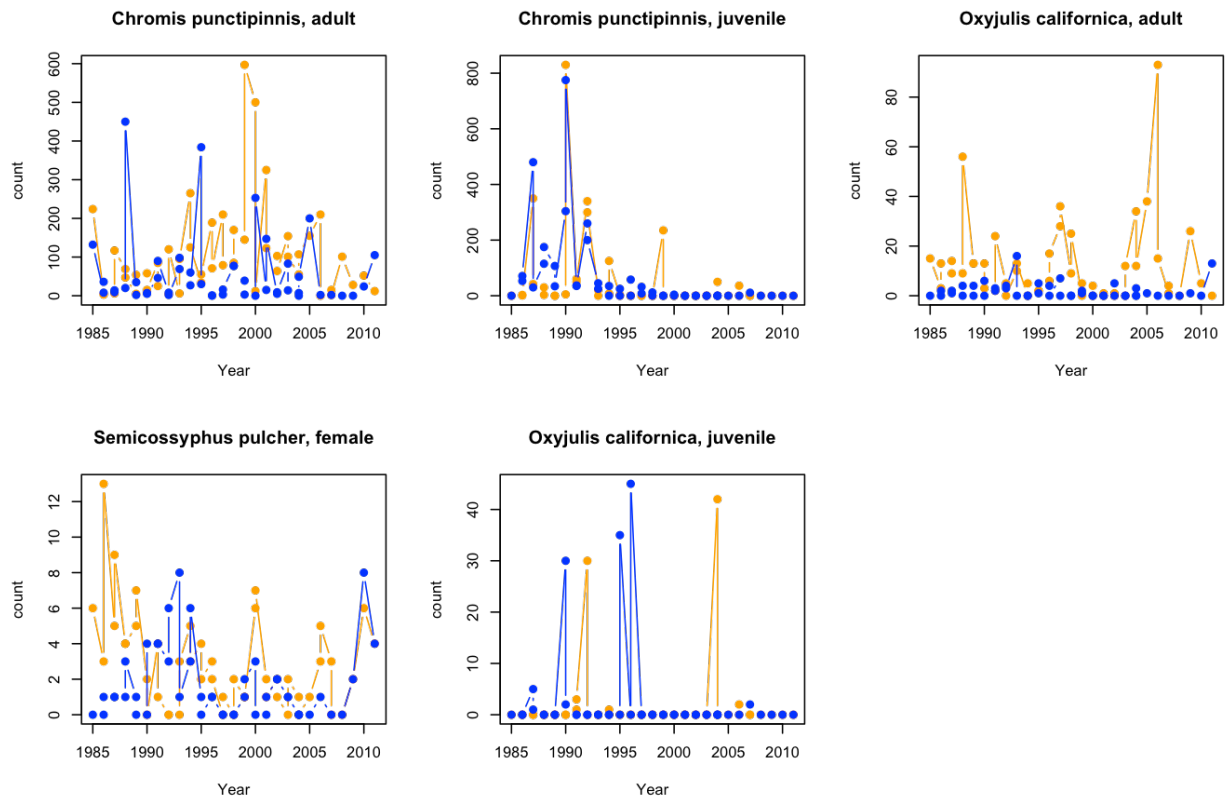 Chromis punctipinnis, adult
count
0 100 200 300 400 500 600
1985 1990 1995 2000 2005 2010
Year
Chromis punctipinnis, juvenile
count
0 200 400 600 800
1985 1990 1995 2000 2005 2010
Year
Oxyjulis californica, adult
count
0 20 40 60 80
1985 1990 1995 2000 2005 2010
Year
Semicossyphus pulcher, female
count
0 2 4 6 8 10 12
1985 1990 1995 2000 2005 2010
Year
Oxyjulis californica, juvenile
count
0 10 20 30 40
1985 1990 1995 2000 2005 2010
Year